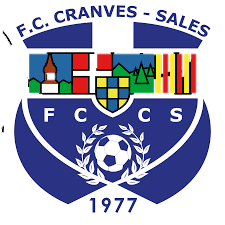 F.C. CRANVES - SALES
F C C S
1977